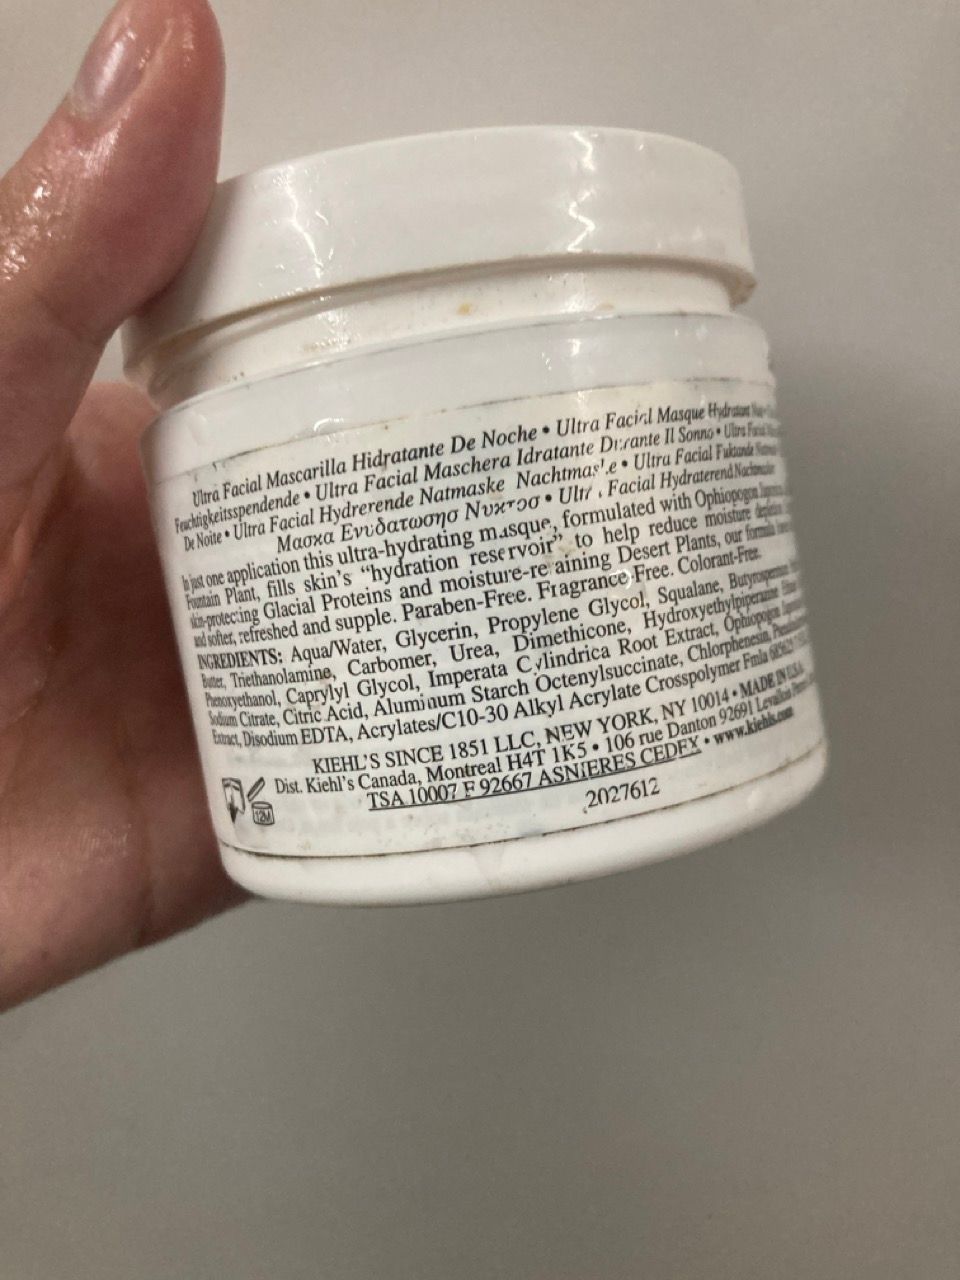 Ultra Facial Mascarilla Hidratante De Noche • Ultra Facial Masque Hydratant
Feuchtigkeitsspendende • Ultra Facial Maschera Idratante Durante Il Sonno • Ultra Facial
De Noite • Ultra Facial Hydrerende Natmaske Nachtmaske • Ultra Facial Fuktande
Μασκα Ενυδατωσησ Νυκτοσ • Ultra Facial Hydraterend Nachtmasker
In just one application this ultra-hydrating masque, formulated with Ophiopogon
Fountain Plant, fills skin's "hydration reservoir" to help reduce moisture depletion
skin-protecting Glacial Proteins and moisture-retaining Desert Plants, our formula
and softer, refreshed and supple. Paraben-Free. Fragrance-Free. Colorant-Free.
INGREDIENTS: Aqua/Water, Glycerin, Propylene Glycol, Squalane, Butyrospermum
Butter, Triethanolamine, Carbomer, Urea, Dimethicone, Hydroxyethylpiperazine Ethane
Phenoxyethanol, Caprylyl Glycol, Imperata Cylindrica Root Extract, Ophiopogon
Sodium Citrate, Citric Acid, Aluminum Starch Octenylsuccinate, Chlorphenesin,
Extract, Disodium EDTA, Acrylates/C10-30 Alkyl Acrylate Crosspolymer Fmla
KIEHL'S SINCE 1851 LLC, NEW YORK, NY 10014 • MADE IN U.S.A.
Dist. Kiehl's Canada, Montreal H4T 1K5 • 106 rue Danton 92691 Levallois
TSA 10007 F 92667 ASNIERES CEDEX • www.kiehls.com
12M
2027612